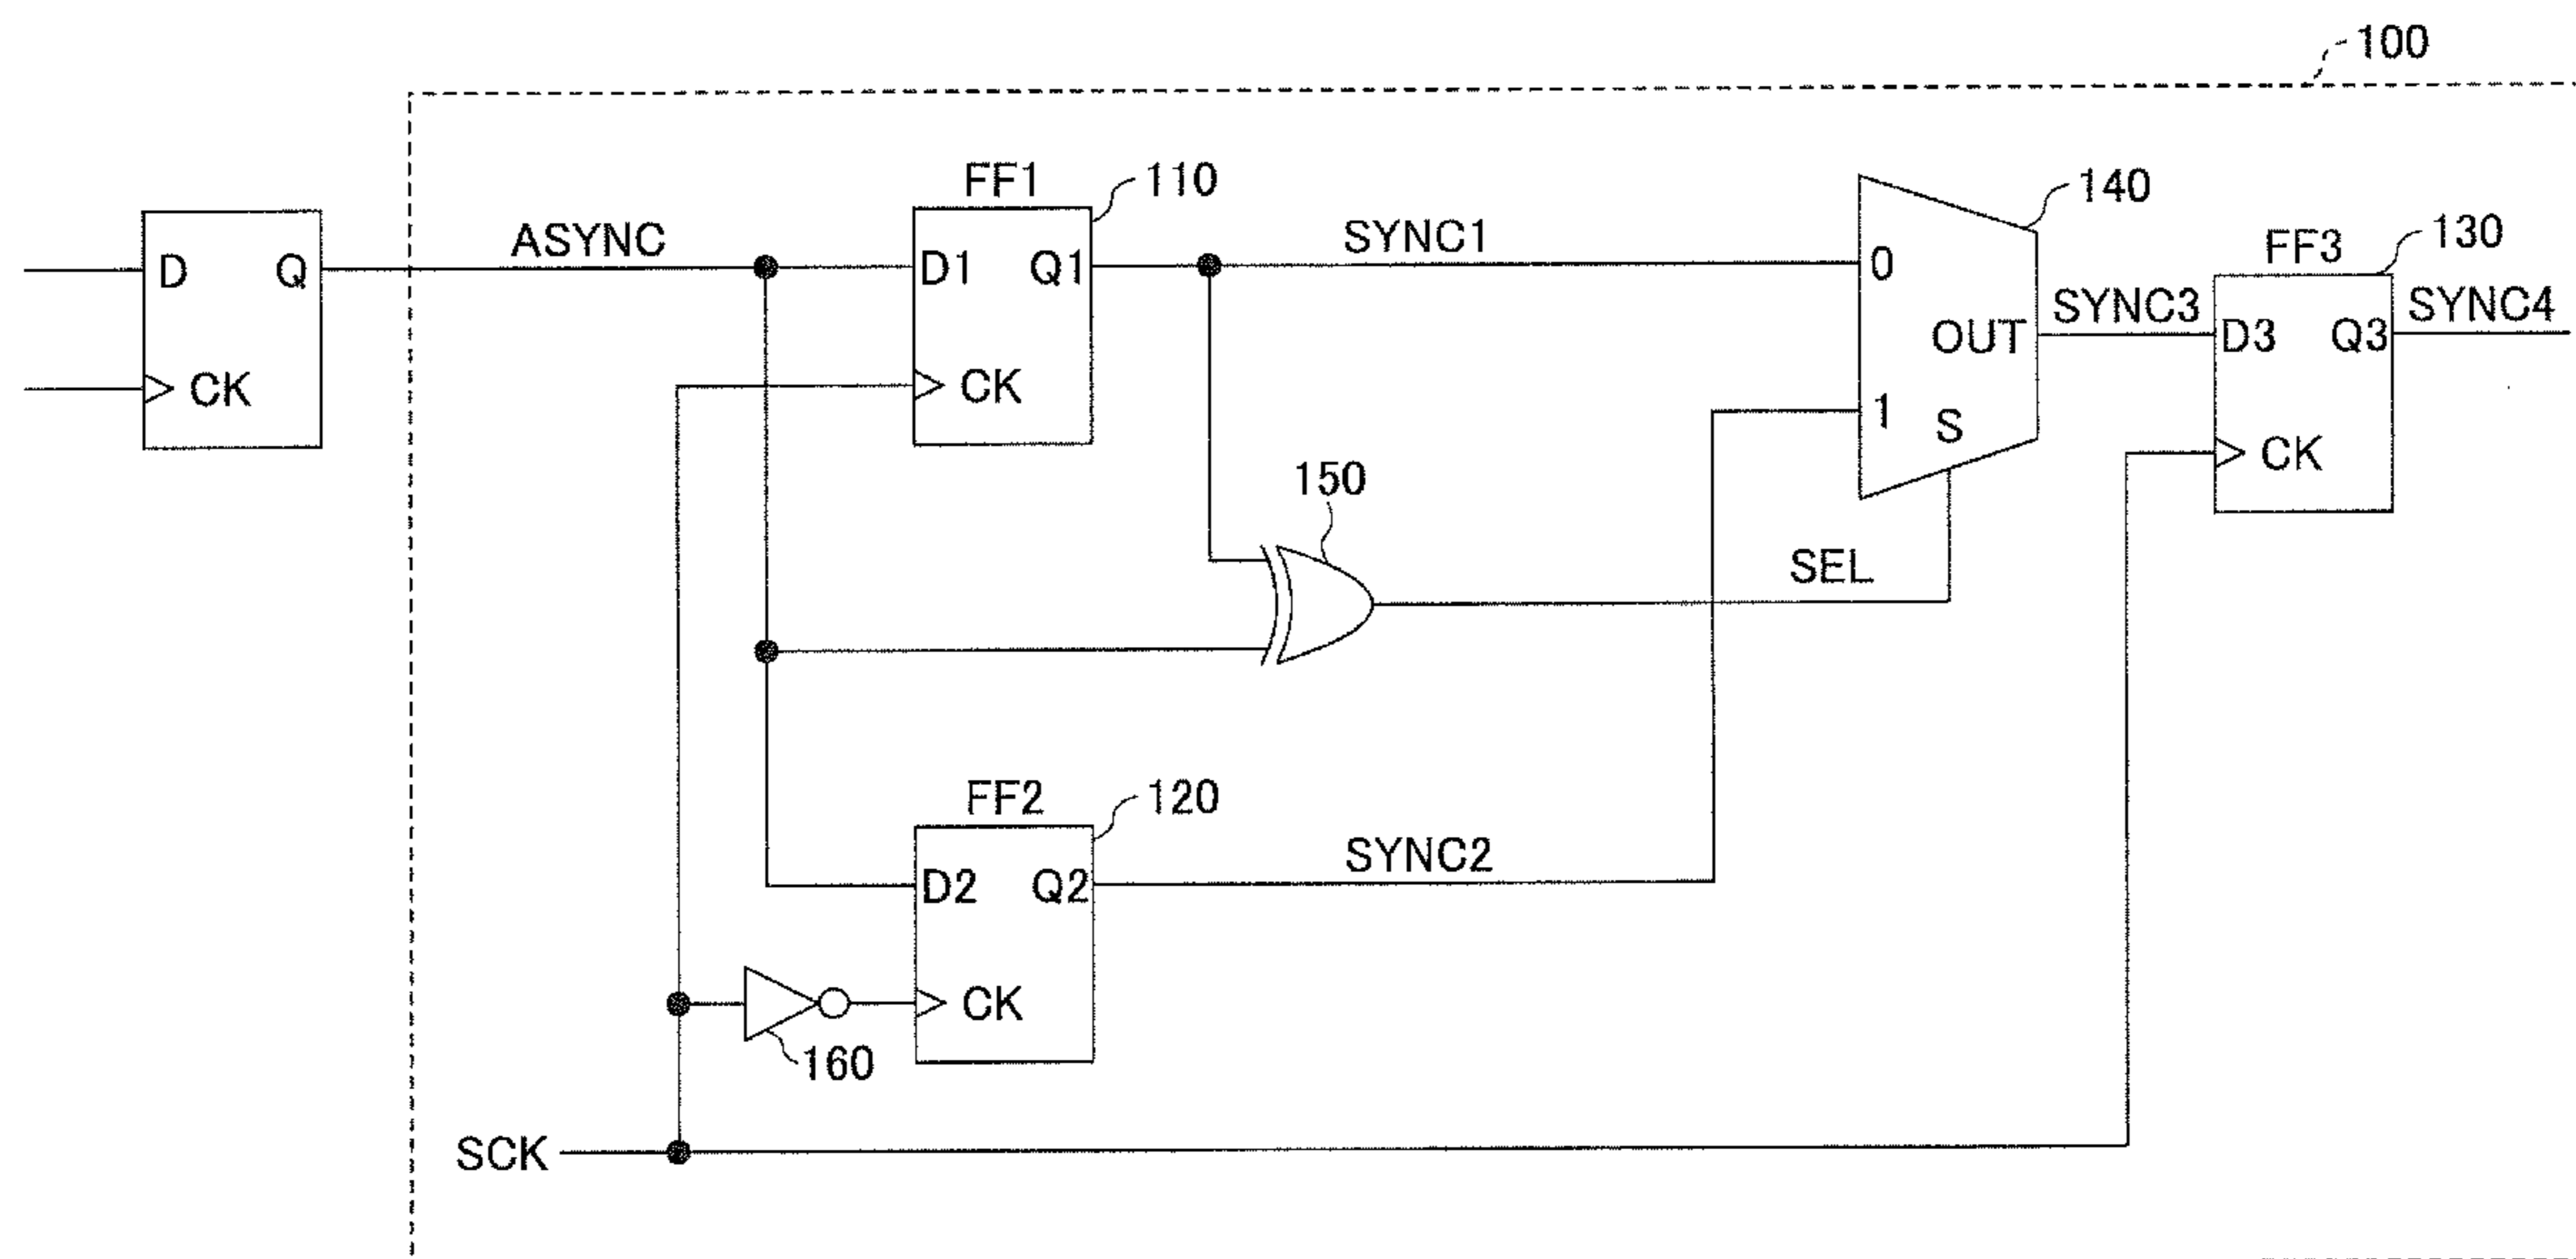 100
FF1
110
140
ASYNC
SYNC1
FF3
130
D
Q
D1
Q1
0
SYNC3
SYNC4
OUT
D3
Q3
CK
CK
1
S
CK
150
SEL
FF2
120
SYNC2
D2
Q2
CK
160
SCK